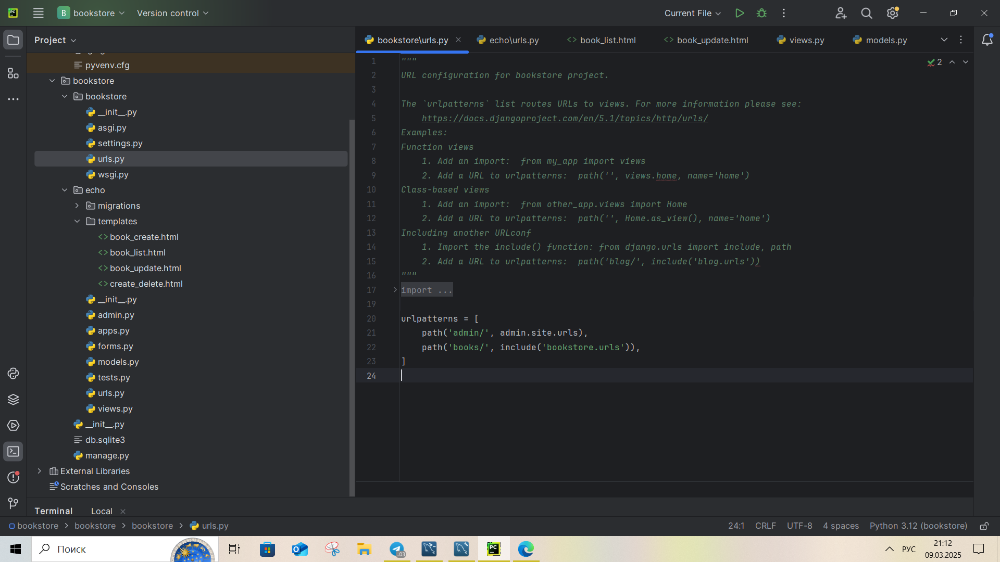 B bookstore Version control Current File
Project
bookstore\urls.py echo\urls.py book_list.html book_update.html views.py models.py
pyvenv.cfg
bookstore
bookstore
__init__.py
asgi.py
settings.py
urls.py
wsgi.py
echo
migrations
templates
book_create.html
book_list.html
book_update.html
create_delete.html
__init__.py
admin.py
apps.py
forms.py
models.py
tests.py
urls.py
views.py
__init__.py
db.sqlite3
manage.py
External Libraries
Scratches and Consoles
1 """
2 URL configuration for bookstore project.
3
4 The `urlpatterns` list routes URLs to views. For more information please see:
5 https://docs.djangoproject.com/en/5.1/topics/http/urls/
6 Examples:
7 Function views
8 1. Add an import:  from my_app import views
9 2. Add a URL to urlpatterns:  path('', views.home, name='home')
10 Class-based views
11 1. Add an import:  from other_app.views import Home
12 2. Add a URL to urlpatterns:  path('', Home.as_view(), name='home')
13 Including another URLconf
14 1. Import the include() function: from django.urls import include, path
15 2. Add a URL to urlpatterns:  path('blog/', include('blog.urls'))
16 """
17 import ...
19
20 urlpatterns = [
21 path('admin/', admin.site.urls),
22 path('books/', include('bookstore.urls')),
23 ]
24
2
Terminal Local
bookstore > bookstore > bookstore > urls.py 24:1 CRLF UTF-8 4 spaces Python 3.12 (bookstore)
Поиск
РУС
21:12
09.03.2025